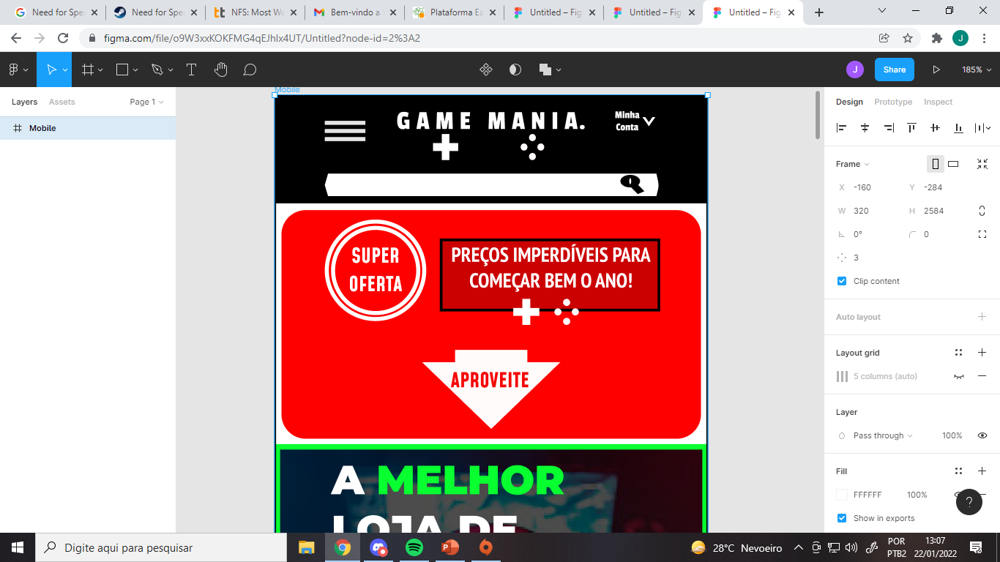 Need for Spe
Need for Spe
NFS: Most Wa
Bem-vindo a
Plataforma Ea
Untitled – Fig
Untitled – Fig
Untitled – Fig
figma.com/file/o9W3xxKOKFMG4qEJhlx4UT/Untitled?node-id=2%3A2
J
J
Share
185%
Layers
Assets
Page 1
Mobile
Mobile
GAME MANIA.
Minha
Conta
SUPER
OFERTA
PREÇOS IMPERDÍVEIS PARA
COMEÇAR BEM O ANO!
APROVEITE
A MELHOR
LOJA DE
Design
Prototype
Inspect
Frame
X -160
Y -284
W 320
H 2584
0°
0
3
Clip content
Auto layout
Layout grid
5 columns (auto)
Layer
Pass through
100%
Fill
FFFFFF
100%
Show in exports
?
Digite aqui para pesquisar
28°C Nevoeiro
POR
PTB2
13:07
22/01/2022